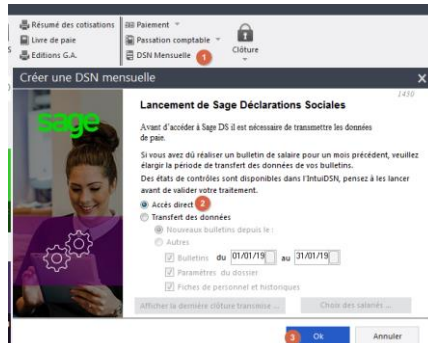 Résumé des cotisations
Paiement
Livre de paie
Passation comptable
Editions G.A.
DSN Mensuelle
1
Clôture
Créer une DSN mensuelle
X
1450
sage
Lancement de Sage Déclarations Sociales
Avant d'accéder à Sage DS il est nécessaire de transmettre les données
de paie.
Si vous avez dû réaliser un bulletin de salaire pour un mois précédent, veuillez
élargir la période de transfert des données de vos bulletins.
Des états de contrôles sont disponibles dans l'IntuiDSN, pensez à les lancer
avant de valider votre traitement.
Accès direct
2
Transfert des données
Nouveaux bulletins depuis le :
Autres
Bulletins du 01/01/19 au 31/01/19
Paramètres du dossier
Fiches de personnel et historiques
Afficher la dernière clôture transmise ...
Choix des salariés ...
3
Ok
Annuler